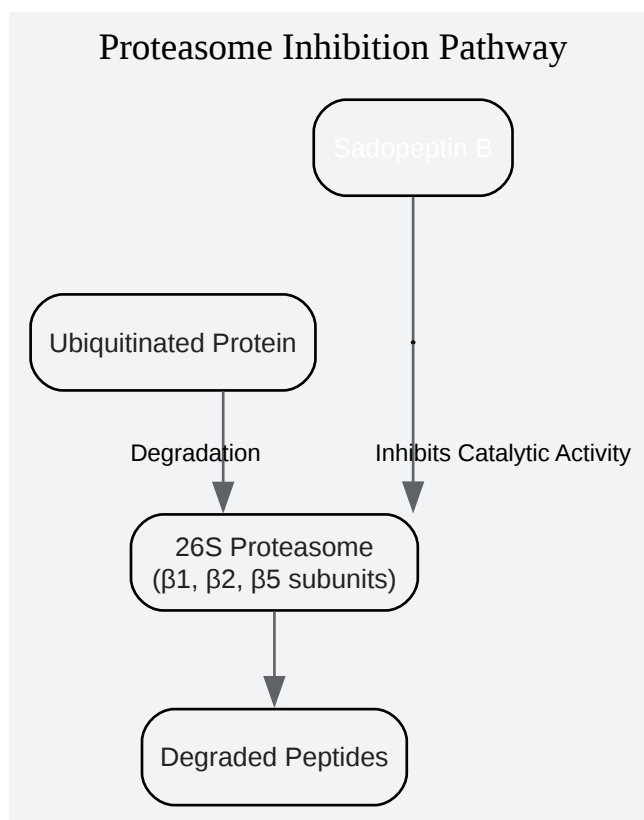 Proteasome Inhibition Pathway
Sadopeptin B
Ubiquitinated Protein
Degradation
Inhibits Catalytic Activity
26S Proteasome
(β1, β2, β5 subunits)
Degraded Peptides